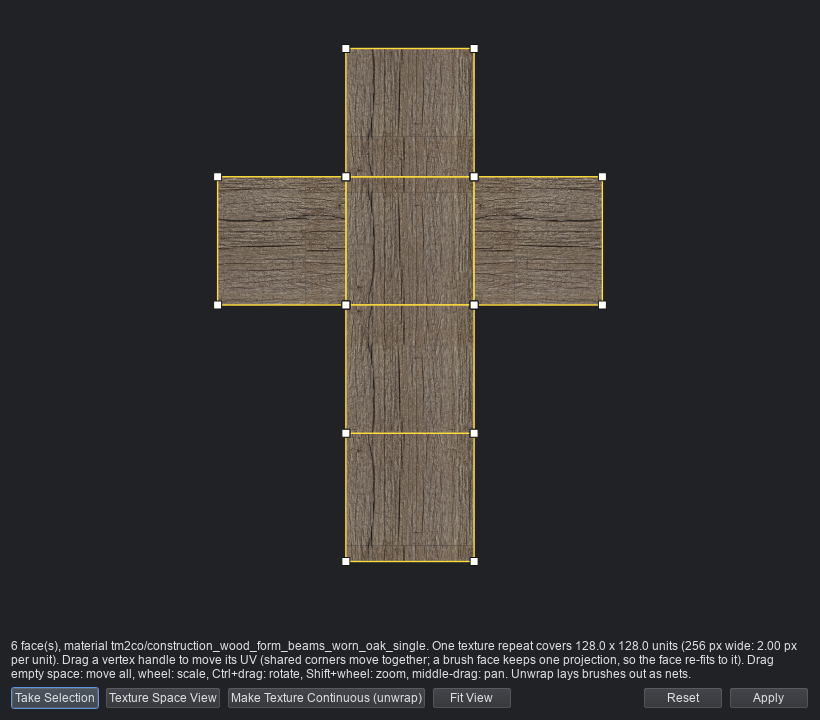 6 face(s), material tm2co/construction_wood_form_beams_worn_oak_single. One texture repeat covers 128.0 x 128.0 units (256 px wide: 2.00 px
per unit). Drag a vertex handle to move its UV (shared corners move together; a brush face keeps one projection, so the face re-fits to it). Drag
empty space: move all, wheel: scale, Ctrl+drag: rotate, Shift+wheel: zoom, middle-drag: pan. Unwrap lays brushes out as nets.
Take Selection Texture Space View Make Texture Continuous (unwrap) Fit View Reset Apply